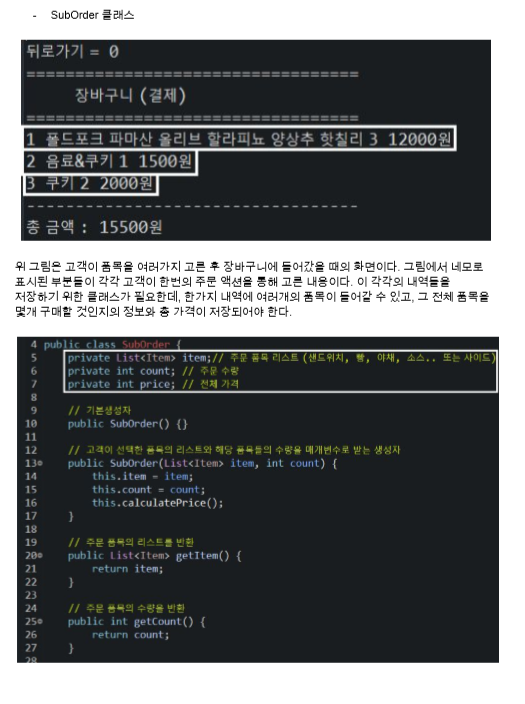 - SubOrder 클래스
뒤로가기 = 0
==================================
장바구니 (결제)
==================================
1 폴드포크 파마산 올리브 할라피뇨 양상추 핫칠리 3 12000원
2 음료&쿠키 1 1500원
3 쿠키 2 2000원
----------------------------------
총 금액 : 15500원
위 그림은 고객이 품목을 여러가지 고른 후 장바구니에 들어갔을 때의 화면이다. 그림에서 네모로
표시된 부분들이 각각 고객이 한번의 주문 액션을 통해 고른 내용이다. 이 각각의 내역들을
저장하기 위한 클래스가 필요한데, 한가지 내역에 여러개의 품목이 들어갈 수 있고, 그 전체 품목을
몇개 구매할 것인지의 정보와 총 가격이 저장되어야 한다.
4 public class SubOrder {
5 private List<Item> item;// 주문 품목 리스트 (샌드위치, 빵, 야채, 소스.. 또는 사이드)
6 private int count; // 주문 수량
7 private int price; // 전체 가격
8
9 // 기본생성자
10 public SubOrder() {}
11
12 // 고객이 선택한 품목의 리스트와 해당 품목들의 수량을 매개변수로 받는 생성자
13 public SubOrder(List<Item> item, int count) {
14 this.item = item;
15 this.count = count;
16 this.calculatePrice();
17 }
18
19 // 주문 품목의 리스트를 반환
20 public List<Item> getItem() {
21 return item;
22 }
23
24 // 주문 품목의 수량을 반환
25 public int getCount() {
26 return count;
27 }
28